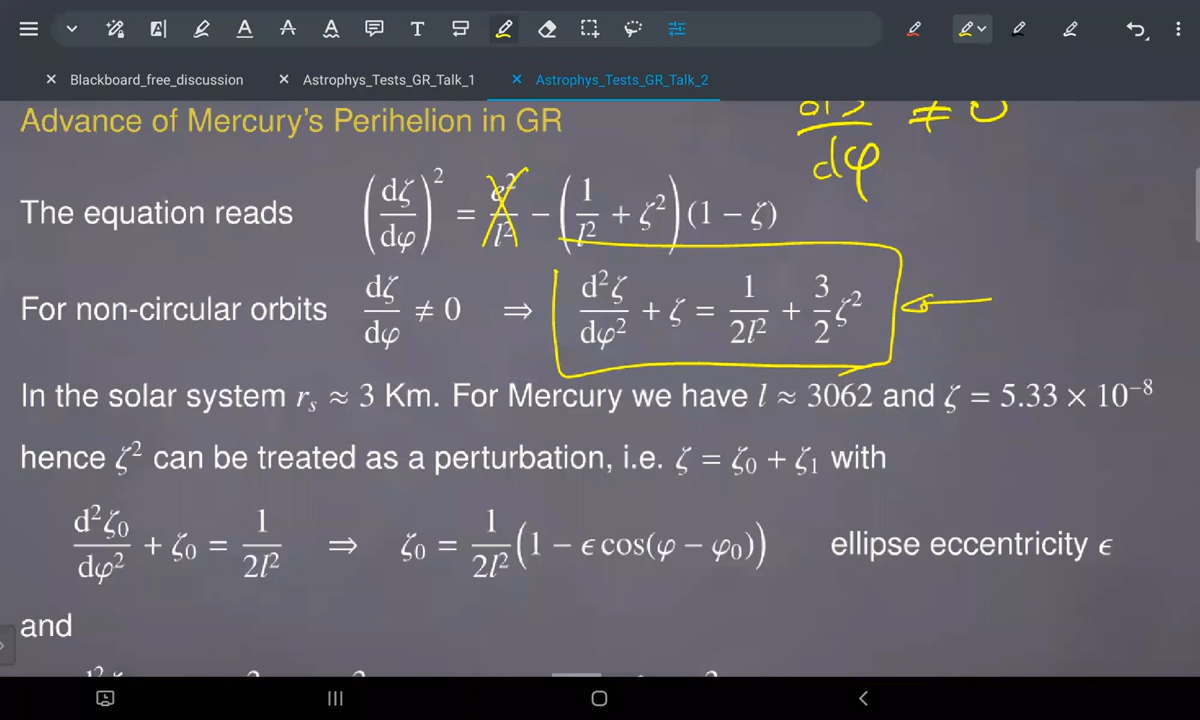 Blackboard_free_discussion Astrophys_Tests_GR_Talk_1 Astrophys_Tests_GR_Talk_2
Advance of Mercury's Perihelion in GR
dφ ≠ 0
The equation reads (dζ/dφ)² = e²/l² − (1/l² + ζ²)(1 − ζ)
For non-circular orbits dζ/dφ ≠ 0 ⇒ d²ζ/dφ² + ζ = 1/2l² + 3/2 ζ²
In the solar system rₛ ≈ 3 Km. For Mercury we have l ≈ 3062 and ζ = 5.33 × 10⁻⁸
hence ζ² can be treated as a perturbation, i.e. ζ = ζ₀ + ζ₁ with
d²ζ₀/dφ² + ζ₀ = 1/2l² ⇒ ζ₀ = 1/2l² (1 − ϵ cos(φ − φ₀)) ellipse eccentricity ϵ
and